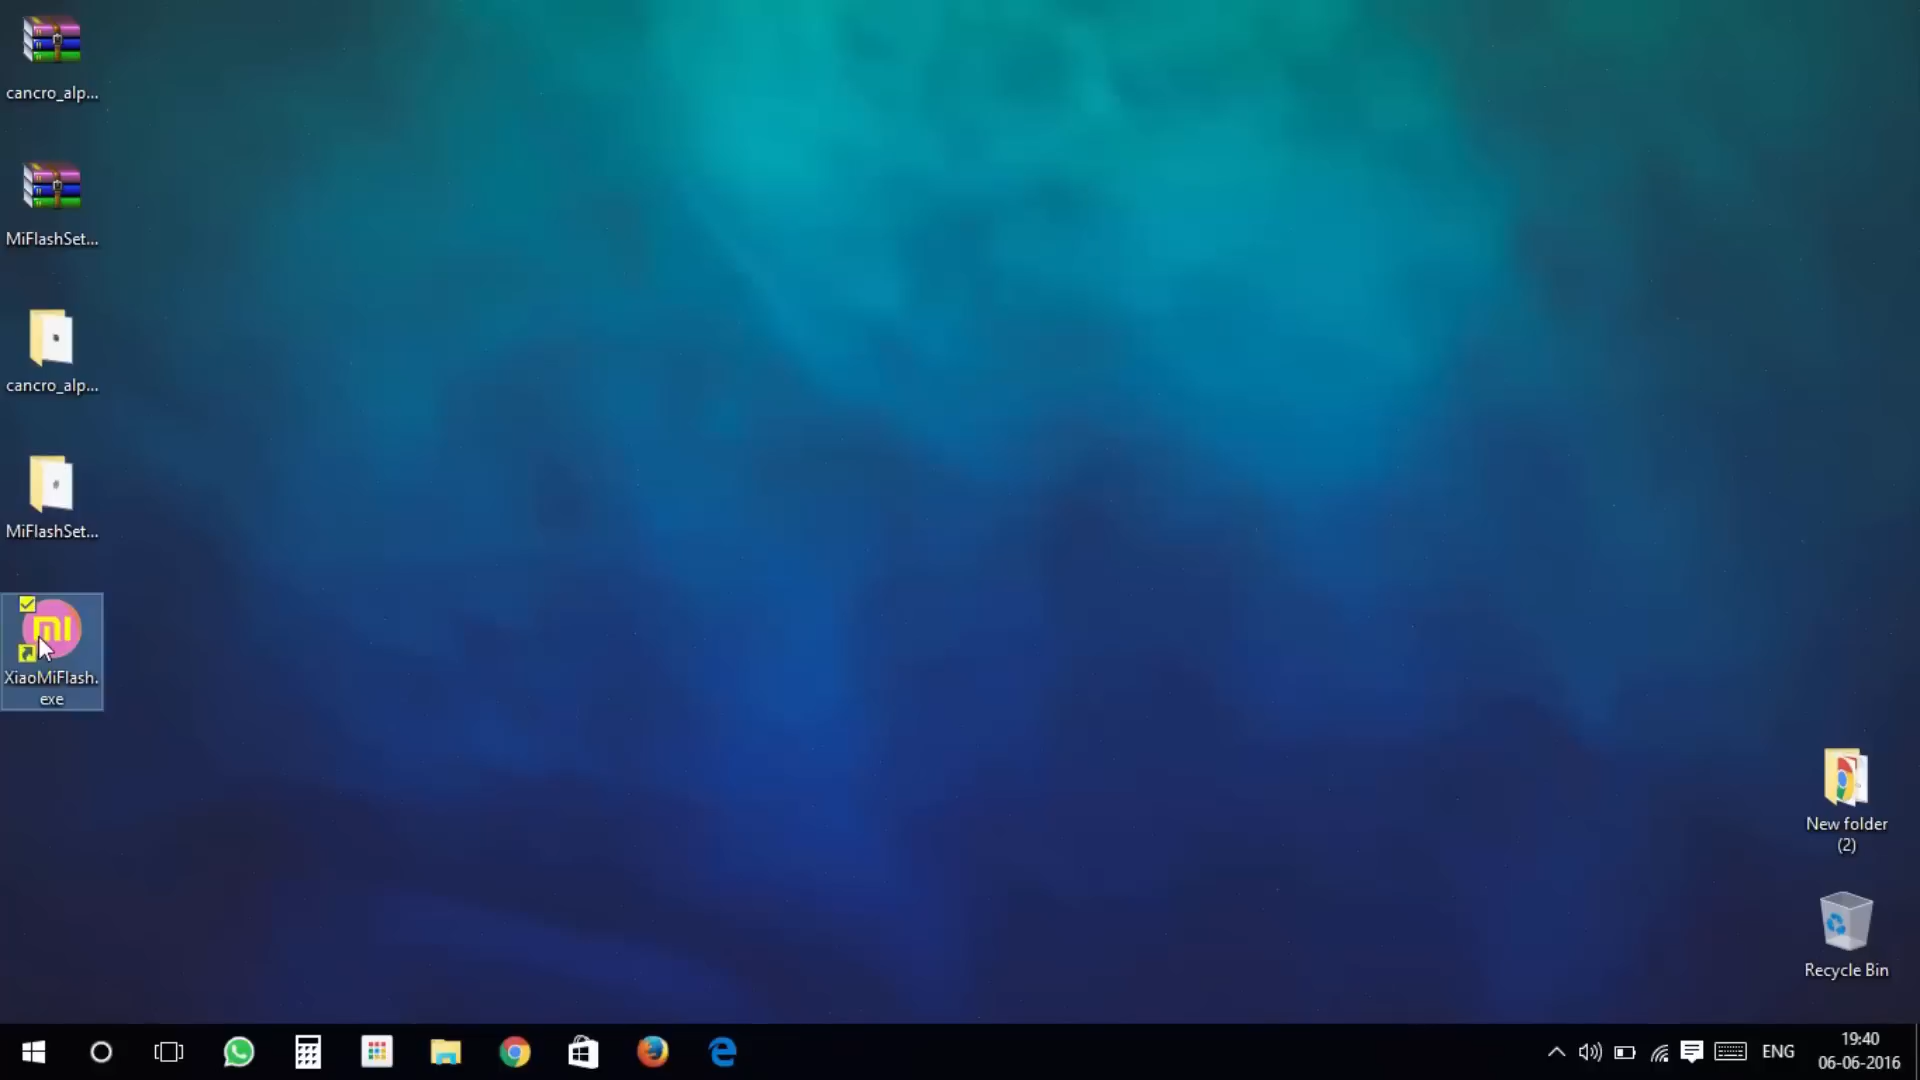 cancro_alp...
MiFlashSet...
cancro_alp...
MiFlashSet...
mi
XiaoMiFlash.
exe
New folder
(2)
Recycle Bin
ENG
19:40
06-06-2016